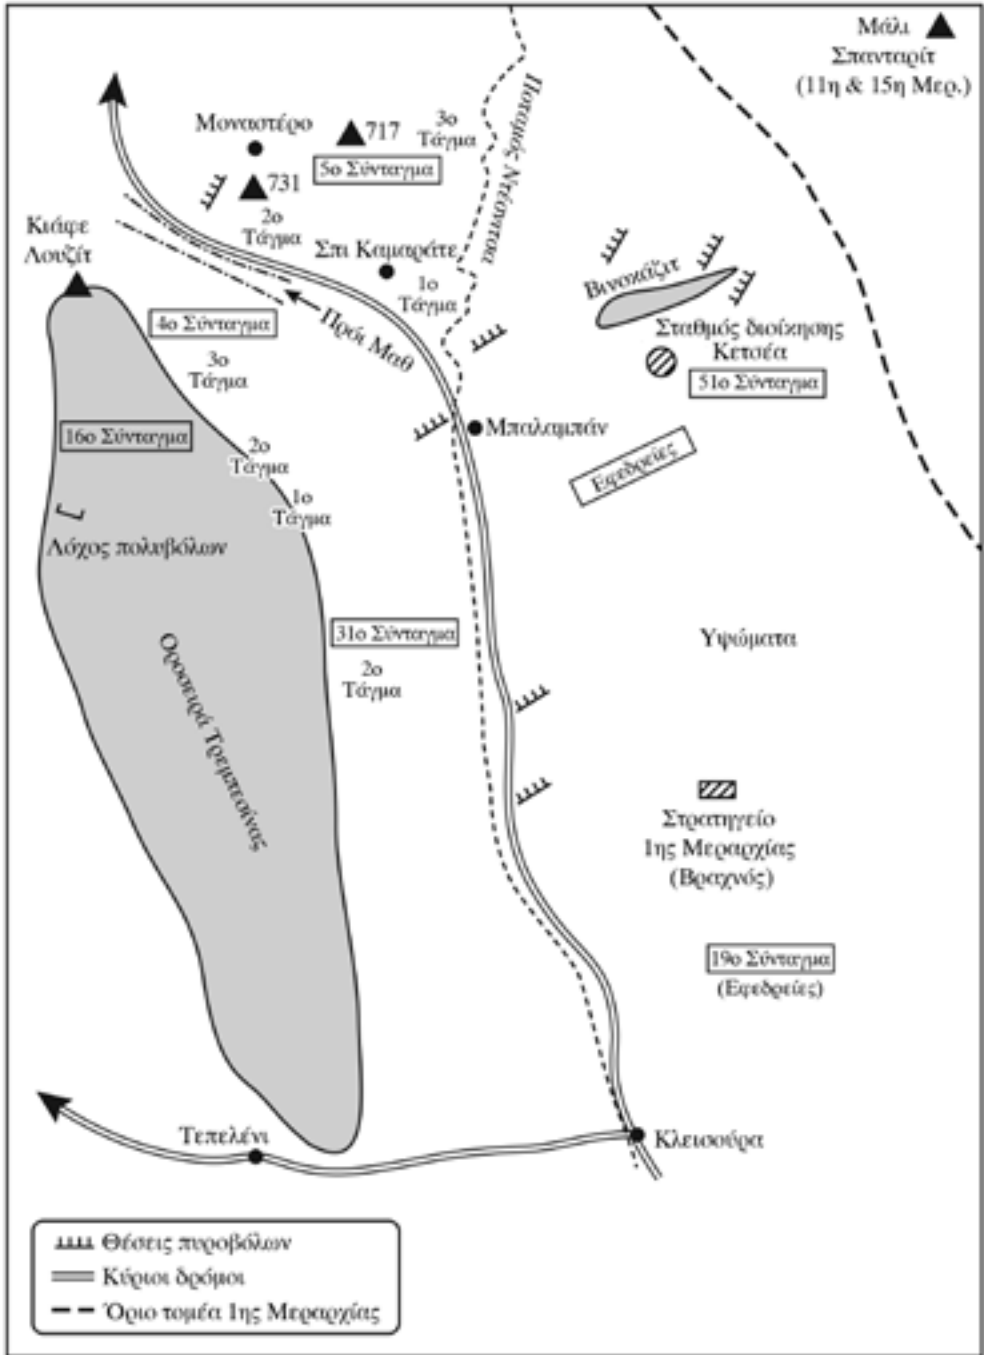 Μάλι
Σπανταρίτ
(11η & 15η Μερ.)
Ποταμός Ντέσνιτσα
Μοναστέρο
717
3ο
Τάγμα
5ο Σύνταγμα
731
2ο
Τάγμα
Κιάφε
Λουζίτ
Σπι Καμαράτε
1ο
Τάγμα
Πρόι Μαθ
Βινοκάζιτ
Σταθμός διοίκησης
Κετσέα
51ο Σύνταγμα
4ο Σύνταγμα
3ο
Τάγμα
16ο Σύνταγμα
2ο
Τάγμα
1ο
Τάγμα
Μπαλαμπάν
Εφεδρείες
Λόχος πολυβόλων
31ο Σύνταγμα
2ο
Τάγμα
Υψώματα
Οροσειρά Τρεμπεσίνας
Στρατηγείο
1ης Μεραρχίας
(Βραχνός)
19ο Σύνταγμα
(Εφεδρείες)
Τεπελένι
Κλεισούρα
Θέσεις πυροβόλων
Κύριοι δρόμοι
Όριο τομέα 1ης Μεραρχίας